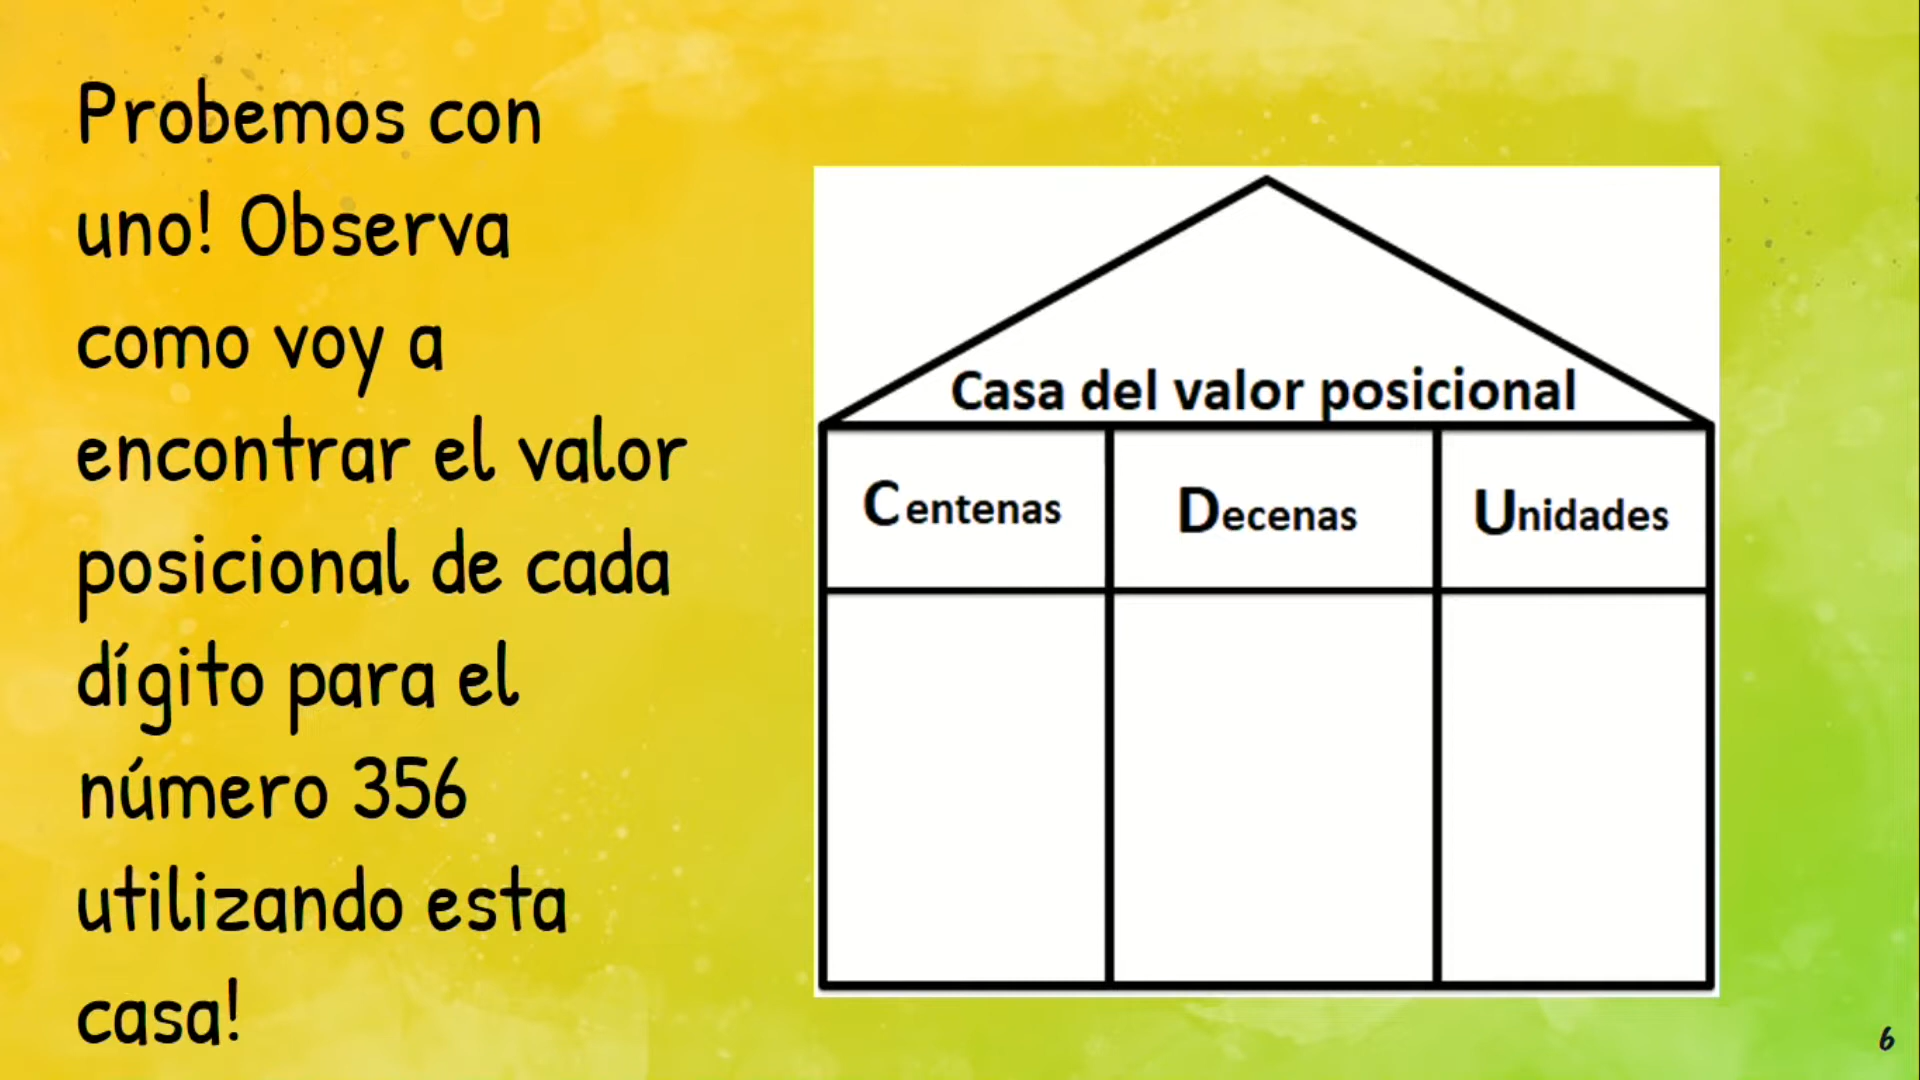 Probemos con
uno! Observa
como voy a
encontrar el valor
posicional de cada
dígito para el
número 356
utilizando esta
casa!
Casa del valor posicional
Centenas
Decenas
Unidades
6